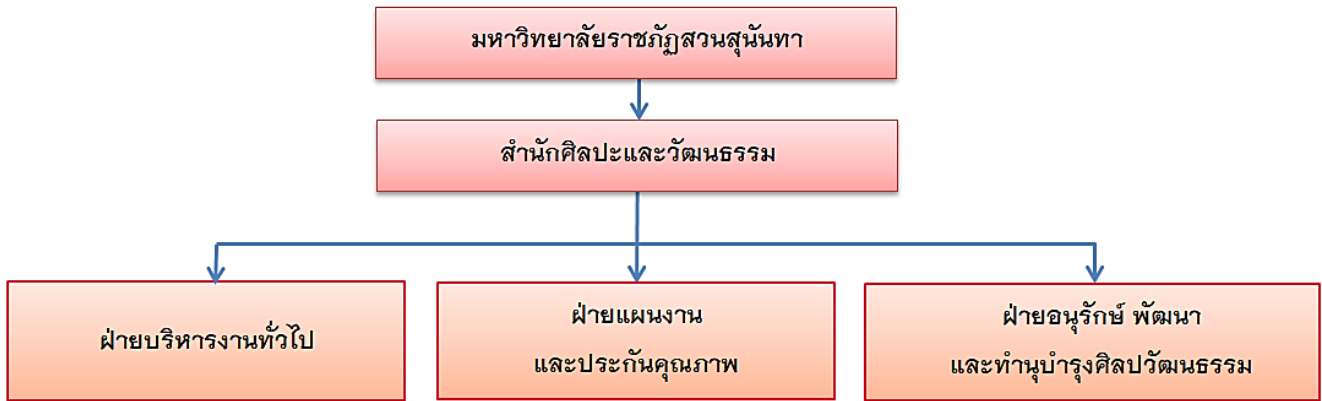 มหาวิทยาลัยราชภัฏสวนสุนันทา
สำนักศิลปะและวัฒนธรรม
ฝ่ายบริหารงานทั่วไป
ฝ่ายแผนงาน
และประกันคุณภาพ
ฝ่ายอนุรักษ์ พัฒนา
และทำนุบำรุงศิลปวัฒนธรรม